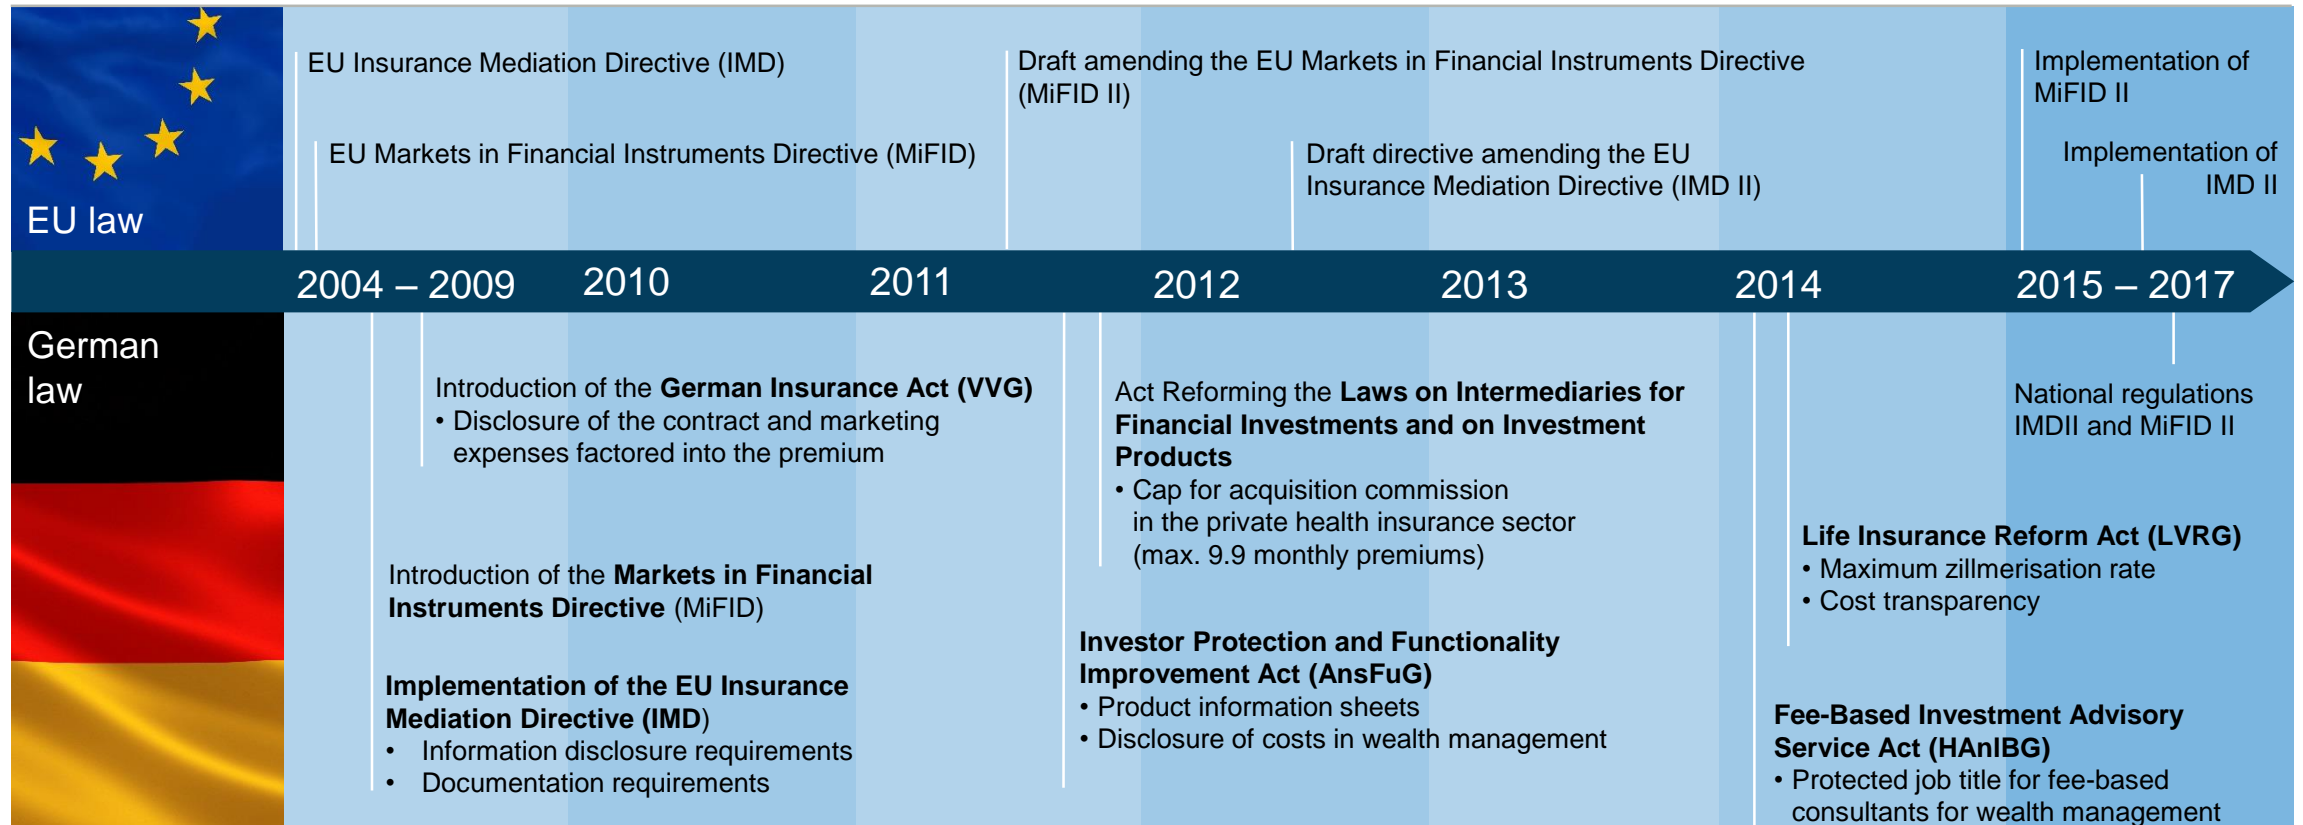 EU law
EU Insurance Mediation Directive (IMD)
EU Markets in Financial Instruments Directive (MiFID)
Draft amending the EU Markets in Financial Instruments Directive
(MiFID II)
Draft directive amending the EU
Insurance Mediation Directive (IMD II)
Implementation of
MiFID II
Implementation of
IMD II
2004 – 2009
2010
2011
2012
2013
2014
2015 – 2017
German
law
Introduction of the German Insurance Act (VVG)
• Disclosure of the contract and marketing
expenses factored into the premium
Introduction of the Markets in Financial
Instruments Directive (MiFID)
Implementation of the EU Insurance
Mediation Directive (IMD)
• Information disclosure requirements
• Documentation requirements
Act Reforming the Laws on Intermediaries for
Financial Investments and on Investment
Products
• Cap for acquisition commission
in the private health insurance sector
(max. 9.9 monthly premiums)
Investor Protection and Functionality
Improvement Act (AnsFuG)
• Product information sheets
• Disclosure of costs in wealth management
National regulations
IMDII and MiFID II
Life Insurance Reform Act (LVRG)
• Maximum zillmerisation rate
• Cost transparency
Fee-Based Investment Advisory
Service Act (HAnlBG)
• Protected job title for fee-based
consultants for wealth management